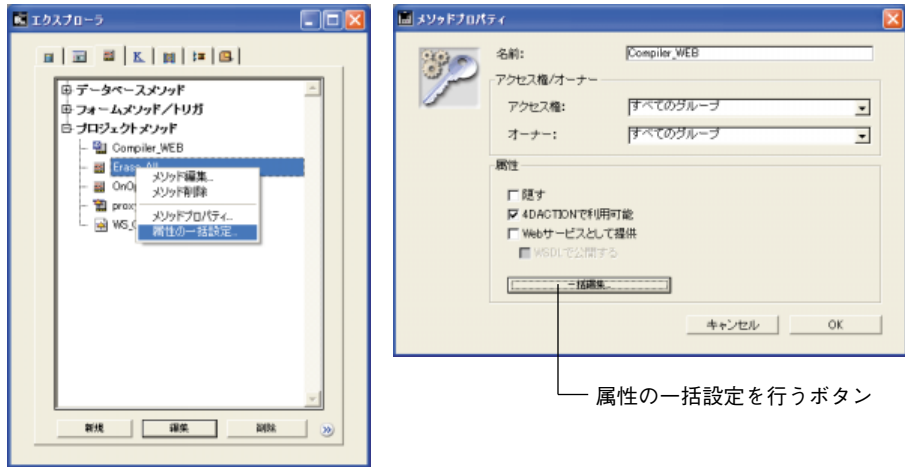 エクスプローラ
K
データベースメソッド
フォームメソッド／トリガ
プロジェクトメソッド
Compiler_WEB
Erase_All
メソッド編集...
メソッド削除
メソッドプロパティ...
属性の一括設定...
新規
編集
削除
メソッドプロパティ
名前:
Compiler_WEB
アクセス権/オーナー
アクセス権:
すべてのグループ
オーナー:
すべてのグループ
属性
隠す
4DACTIONで利用可能
Webサービスとして提供
WSDLで公開する
一括編集...
キャンセル
OK
属性の一括設定を行うボタン